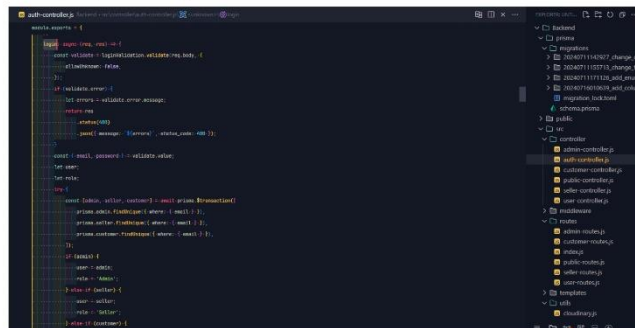 auth-controller.js
module.exports = {
login: async (req, res) => {
const validate = loginValidation.validate(req.body, {
allowUnknown: false,
});
if (validate.error) {
let errors = validate.error.message;
return res
.status(400)
.json({ message: `${errors}`, status_code: 400 });
}
const { email, password } = validate.value;
let user;
let role;
try {
const [admin, seller, customer] = await prisma.$transaction([
prisma.admin.findUnique({ where: { email } }),
prisma.seller.findUnique({ where: { email } }),
prisma.customer.findUnique({ where: { email } }),
]);
if (admin) {
user = admin;
role = 'Admin';
} else if (seller) {
user = seller;
role = 'Seller';
} else if (customer) {
Backend
prisma
migrations
20240711142927_change_
20240711155713_change_t
20240711171128_add_enu
20240716010639_add_colu
migration_lock.toml
schema.prisma
public
src
controller
admin-controller.js
auth-controller.js
customer-controller.js
public-controller.js
seller-controller.js
user-controller.js
middleware
routes
admin-routes.js
customer-routes.js
index.js
public-routes.js
seller-routes.js
user-routes.js
templates
utils
cloudinary.js